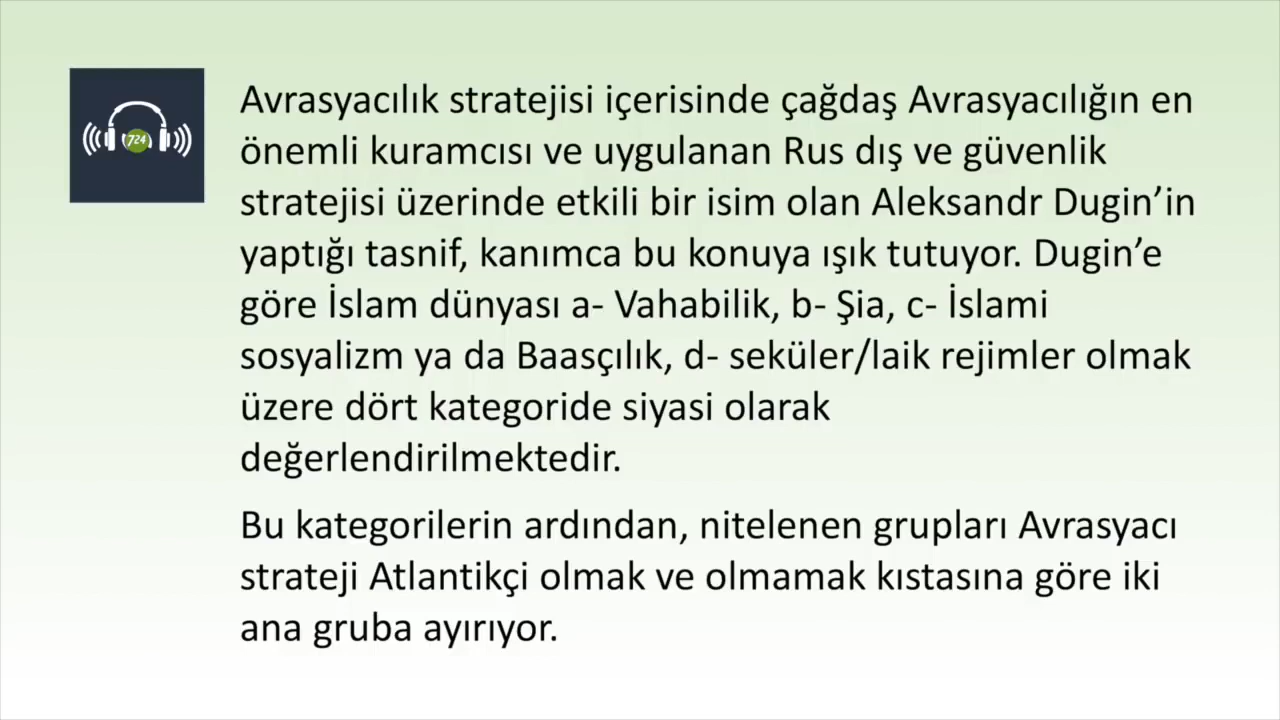 724
Avrasyacılık stratejisi içerisinde çağdaş Avrasyacılığın en
önemli kuramcısı ve uygulanan Rus dış ve güvenlik
stratejisi üzerinde etkili bir isim olan Aleksandr Dugin’in
yaptığı tasnif, kanımca bu konuya ışık tutuyor. Dugin’e
göre İslam dünyası a- Vahabilik, b- Şia, c- İslami
sosyalizm ya da Baasçılık, d- seküler/laik rejimler olmak
üzere dört kategoride siyasi olarak
değerlendirilmektedir.
Bu kategorilerin ardından, nitelenen grupları Avrasyacı
strateji Atlantikçi olmak ve olmamak kıstasına göre iki
ana gruba ayırıyor.